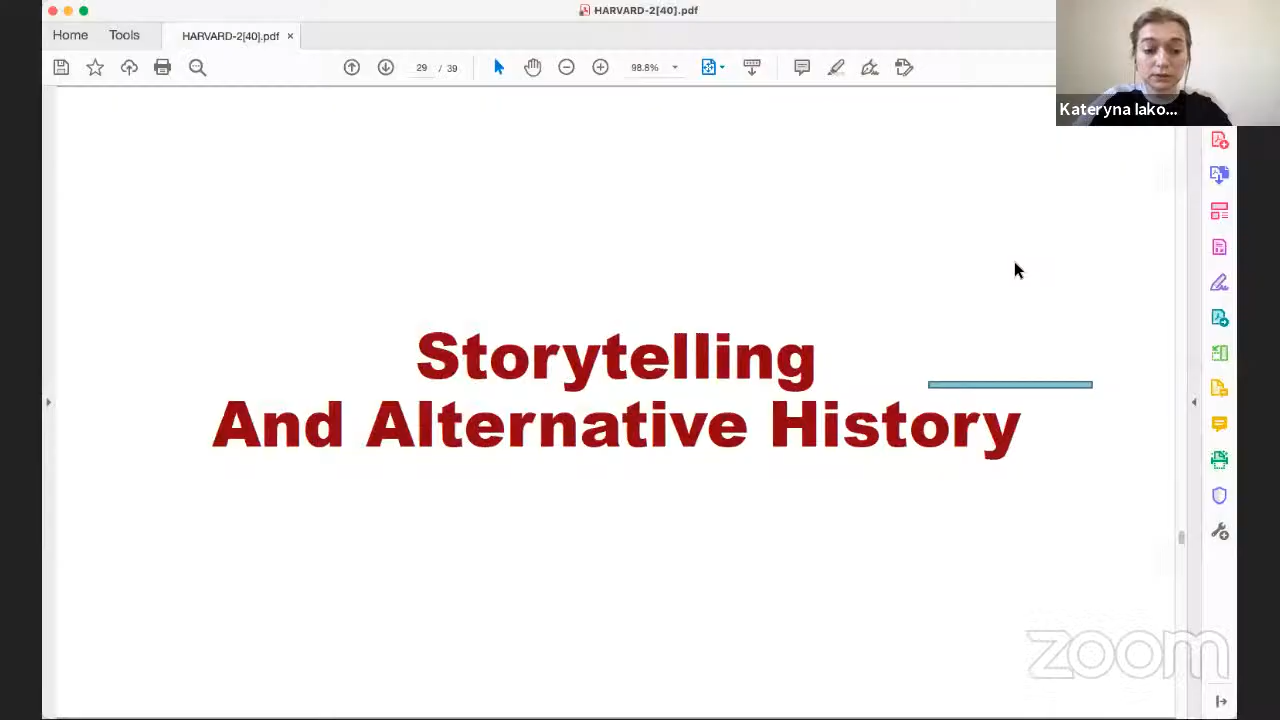 HARVARD-2[40].pdf
Home
Tools
HARVARD-2[40].pdf
29 / 39
98.8%
Kateryna Iako...
Storytelling
And Alternative History
zoom